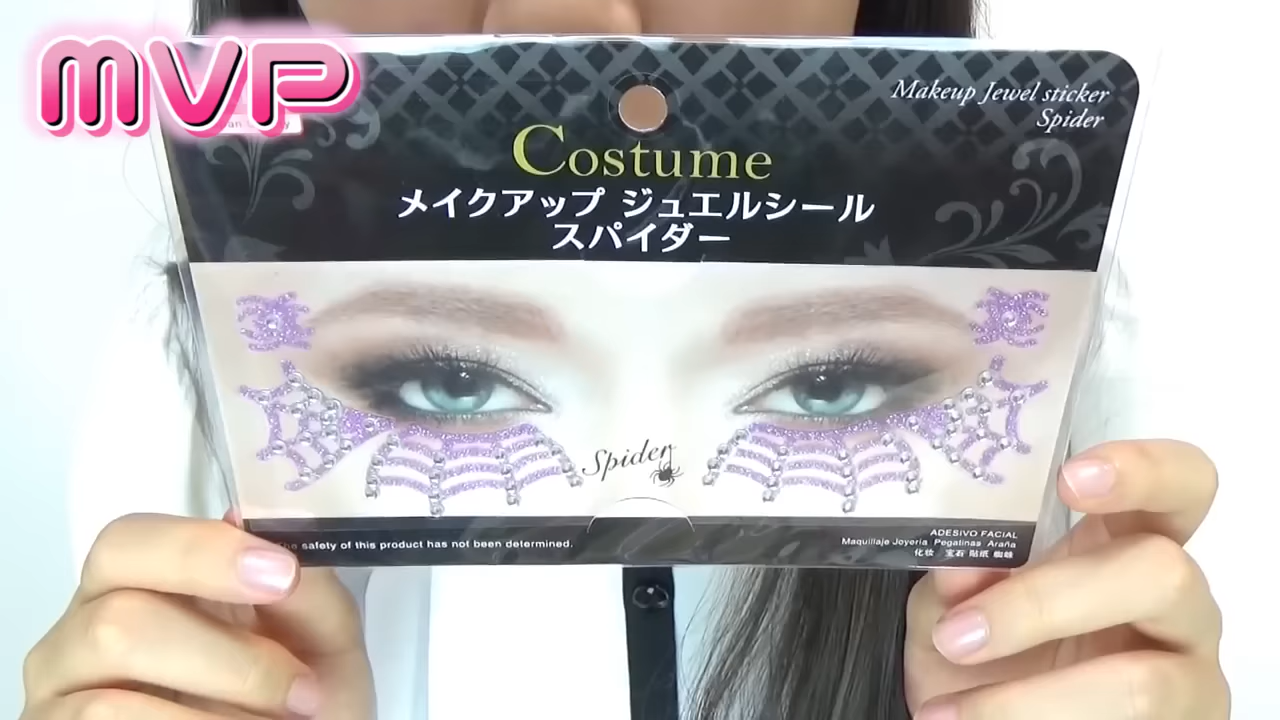 MVP
Makeup Jewel sticker
Spider
Costume
メイクアップ ジュエルシール
スパイダー
Spider
The safety of this product has not been determined.
ADESIVO FACIAL
Maquillaje Joyería Pegatinas Araña
化妆 宝石 贴纸 蜘蛛